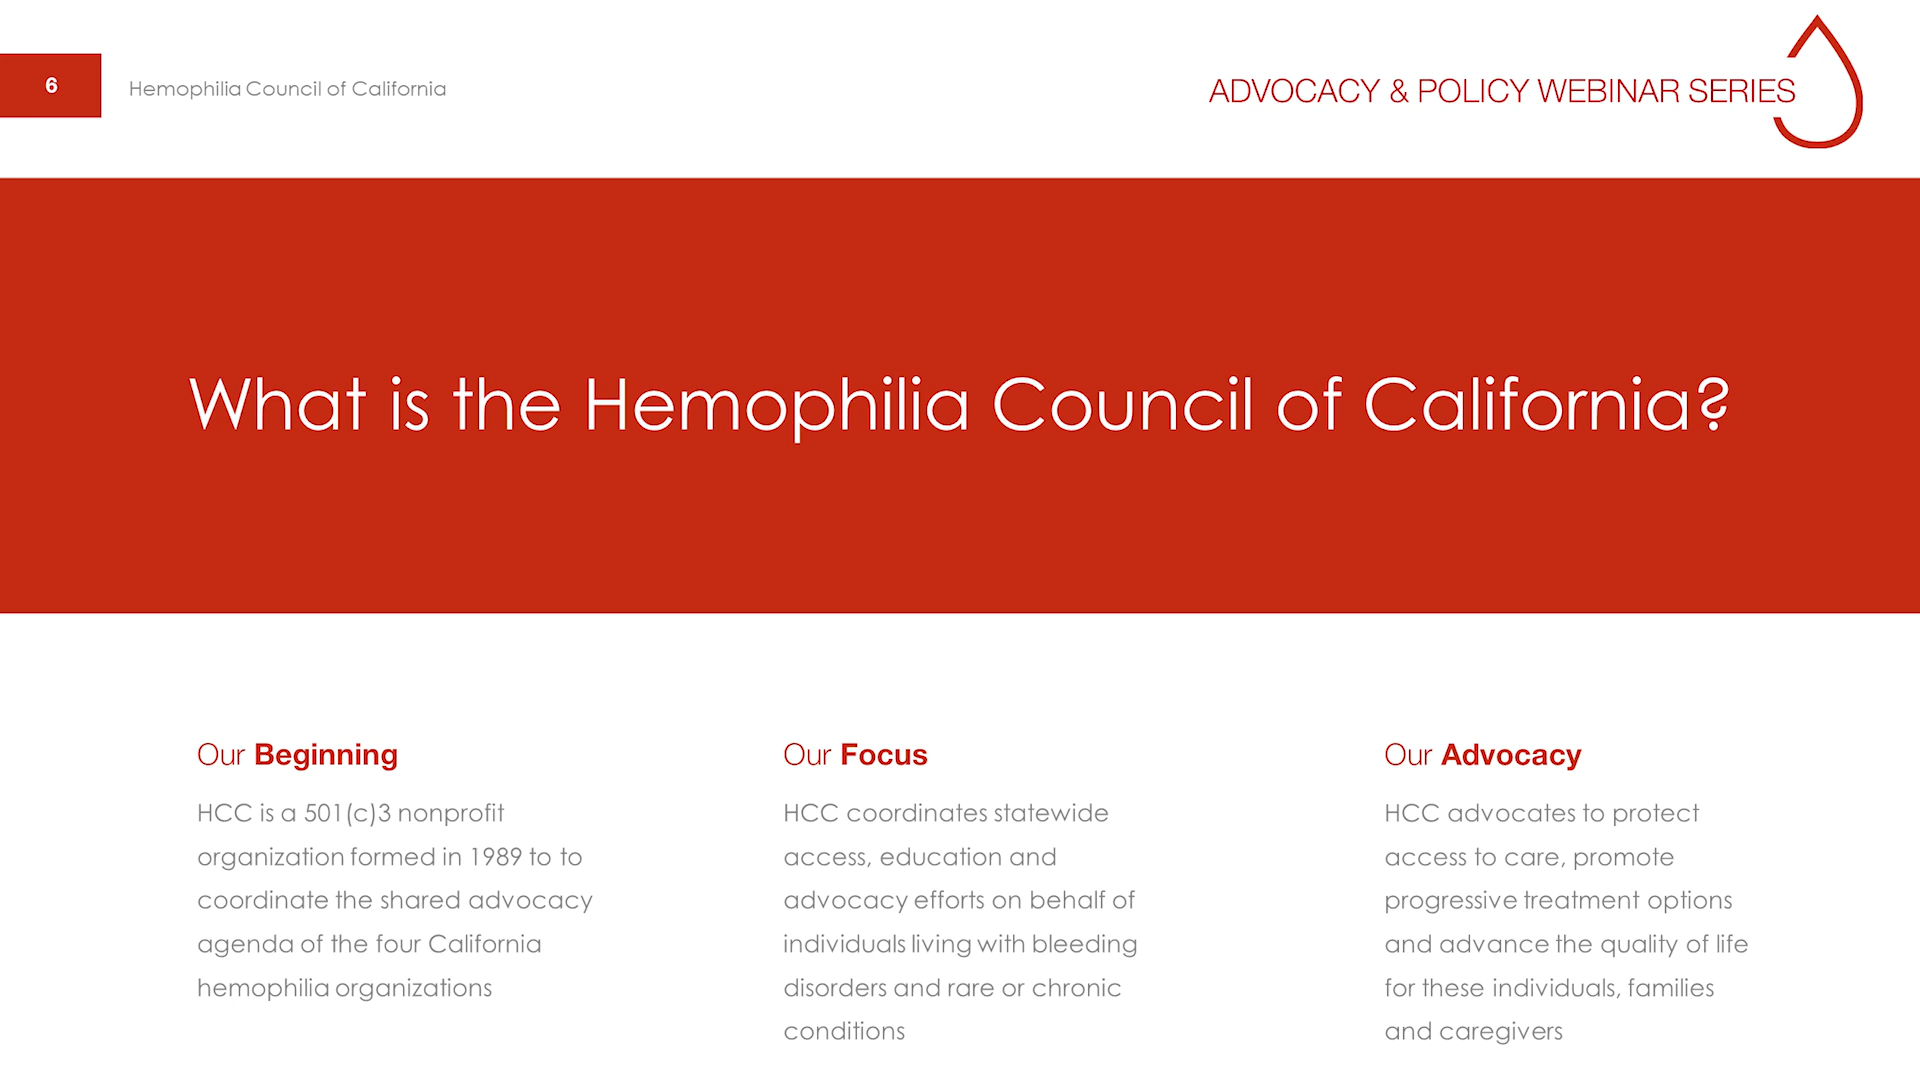 6
Hemophilia Council of California
ADVOCACY & POLICY WEBINAR SERIES
What is the Hemophilia Council of California?
Our Beginning
HCC is a 501(c)3 nonprofit
organization formed in 1989 to to
coordinate the shared advocacy
agenda of the four California
hemophilia organizations
Our Focus
HCC coordinates statewide
access, education and
advocacy efforts on behalf of
individuals living with bleeding
disorders and rare or chronic
conditions
Our Advocacy
HCC advocates to protect
access to care, promote
progressive treatment options
and advance the quality of life
for these individuals, families
and caregivers